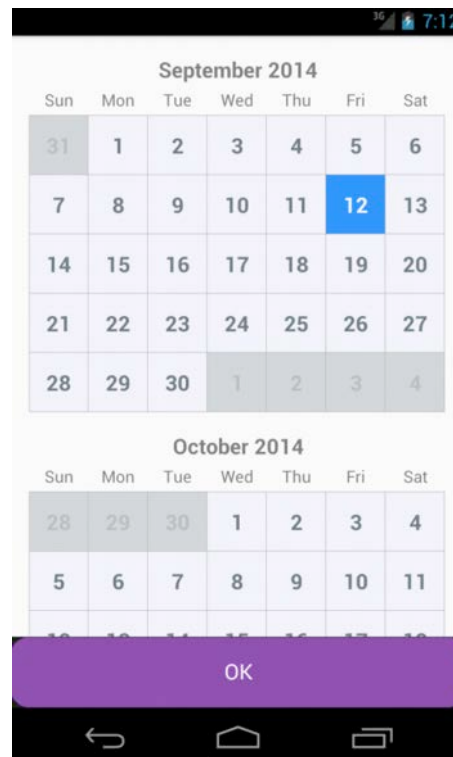 3G 7:12
September 2014
Sun Mon Tue Wed Thu Fri Sat
31 1 2 3 4 5 6
7 8 9 10 11 12 13
14 15 16 17 18 19 20
21 22 23 24 25 26 27
28 29 30 1 2 3 4
October 2014
Sun Mon Tue Wed Thu Fri Sat
28 29 30 1 2 3 4
5 6 7 8 9 10 11
OK